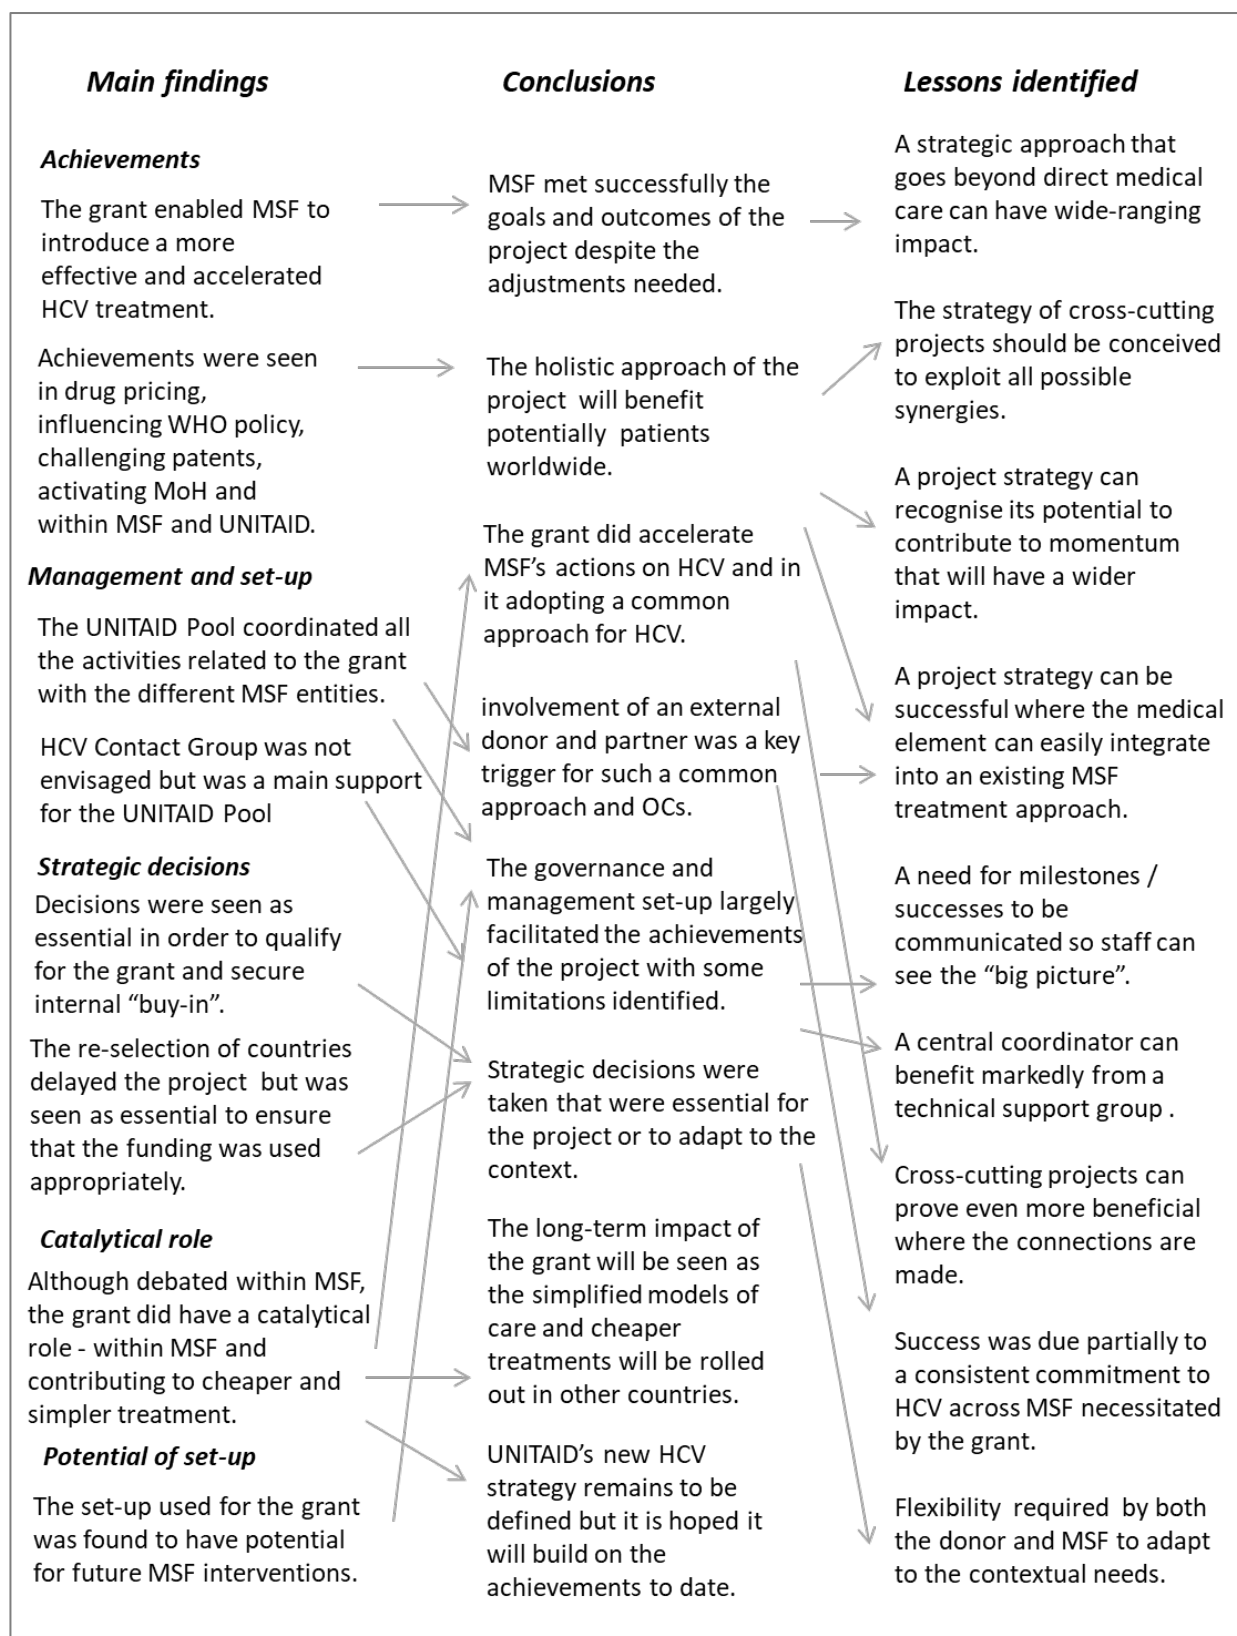 Main findings
Conclusions
Lessons identified
Achievements
The grant enabled MSF to
introduce a more
effective and accelerated
HCV treatment.
Achievements were seen
in drug pricing,
influencing WHO policy,
challenging patents,
activating MoH and
within MSF and UNITAID.
Management and set-up
The UNITAID Pool coordinated all
the activities related to the grant
with the different MSF entities.
HCV Contact Group was not
envisaged but was a main support
for the UNITAID Pool
Strategic decisions
Decisions were seen as
essential in order to qualify
for the grant and secure
internal “buy-in”.
The re-selection of countries
delayed the project but was
seen as essential to ensure
that the funding was used
appropriately.
Catalytical role
Although debated within MSF,
the grant did have a catalytical
role - within MSF and
contributing to cheaper and
simpler treatment.
Potential of set-up
The set-up used for the grant
was found to have potential
for future MSF interventions.
MSF met successfully the
goals and outcomes of the
project despite the
adjustments needed.
The holistic approach of the
project will benefit
potentially patients
worldwide.
The grant did accelerate
MSF’s actions on HCV and in
it adopting a common
approach for HCV.
involvement of an external
donor and partner was a key
trigger for such a common
approach and OCs.
The governance and
management set-up largely
facilitated the achievements
of the project with some
limitations identified.
Strategic decisions were
taken that were essential for
the project or to adapt to the
context.
The long-term impact of
the grant will be seen as
the simplified models of
care and cheaper
treatments will be rolled
out in other countries.
UNITAID’s new HCV
strategy remains to be
defined but it is hoped it
will build on the
achievements to date.
A strategic approach that
goes beyond direct medical
care can have wide-ranging
impact.
The strategy of cross-cutting
projects should be conceived
to exploit all possible
synergies.
A project strategy can
recognise its potential to
contribute to momentum
that will have a wider
impact.
A project strategy can be
successful where the medical
element can easily integrate
into an existing MSF
treatment approach.
A need for milestones /
successes to be
communicated so staff can
see the “big picture”.
A central coordinator can
benefit markedly from a
technical support group .
Cross-cutting projects can
prove even more beneficial
where the connections are
made.
Success was due partially to
a consistent commitment to
HCV across MSF necessitated
by the grant.
Flexibility required by both
the donor and MSF to adapt
to the contextual needs.